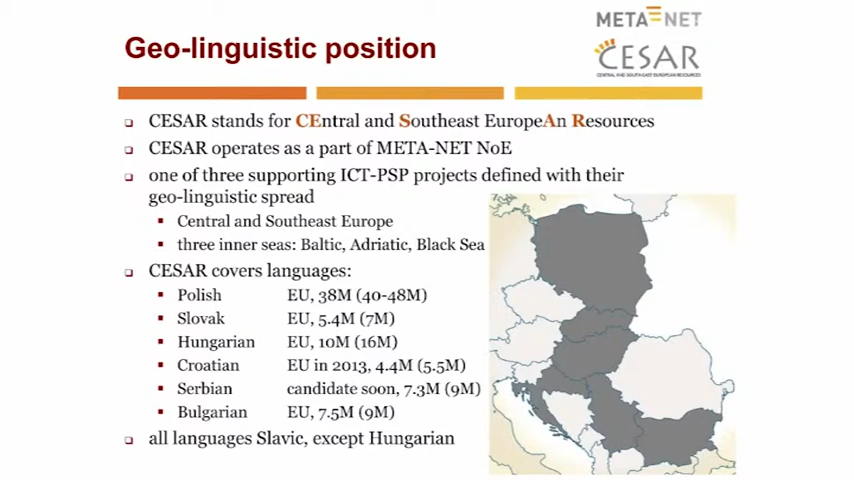 META NET
CESAR
CENTRAL AND SOUTH-EAST EUROPEAN RESOURCES
Geo-linguistic position
CESAR stands for CEntral and Southeast EuropeAn Resources
CESAR operates as a part of META-NET NoE
one of three supporting ICT-PSP projects defined with their
geo-linguistic spread
Central and Southeast Europe
three inner seas: Baltic, Adriatic, Black Sea
CESAR covers languages:
Polish EU, 38M (40-48M)
Slovak EU, 5.4M (7M)
Hungarian EU, 10M (16M)
Croatian EU in 2013, 4.4M (5.5M)
Serbian candidate soon, 7.3M (9M)
Bulgarian EU, 7.5M (9M)
all languages Slavic, except Hungarian